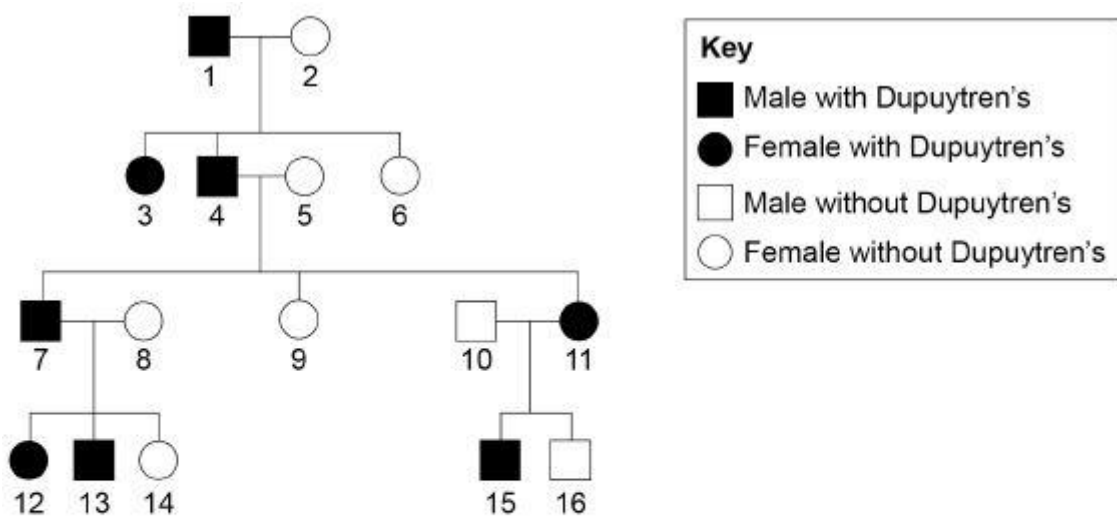 Key
1 2
Male with Dupuytren's
Female with Dupuytren's
3 4 5 6
Male without Dupuytren's
Female without Dupuytren's
7 8 9 10 11
12 13 14 15 16